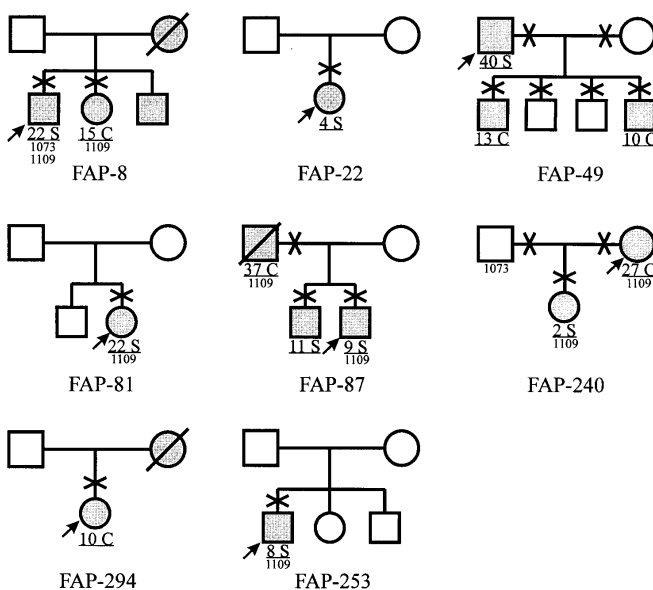 22 S
1073
1109
15 C
1109
FAP-8
4 S
FAP-22
40 S
13 C
10 C
FAP-49
22 S
1109
FAP-81
37 C
1109
11 S
9 S
1109
FAP-87
1073
27 C
1109
2 S
1109
FAP-240
10 C
FAP-294
8 S
1109
FAP-253